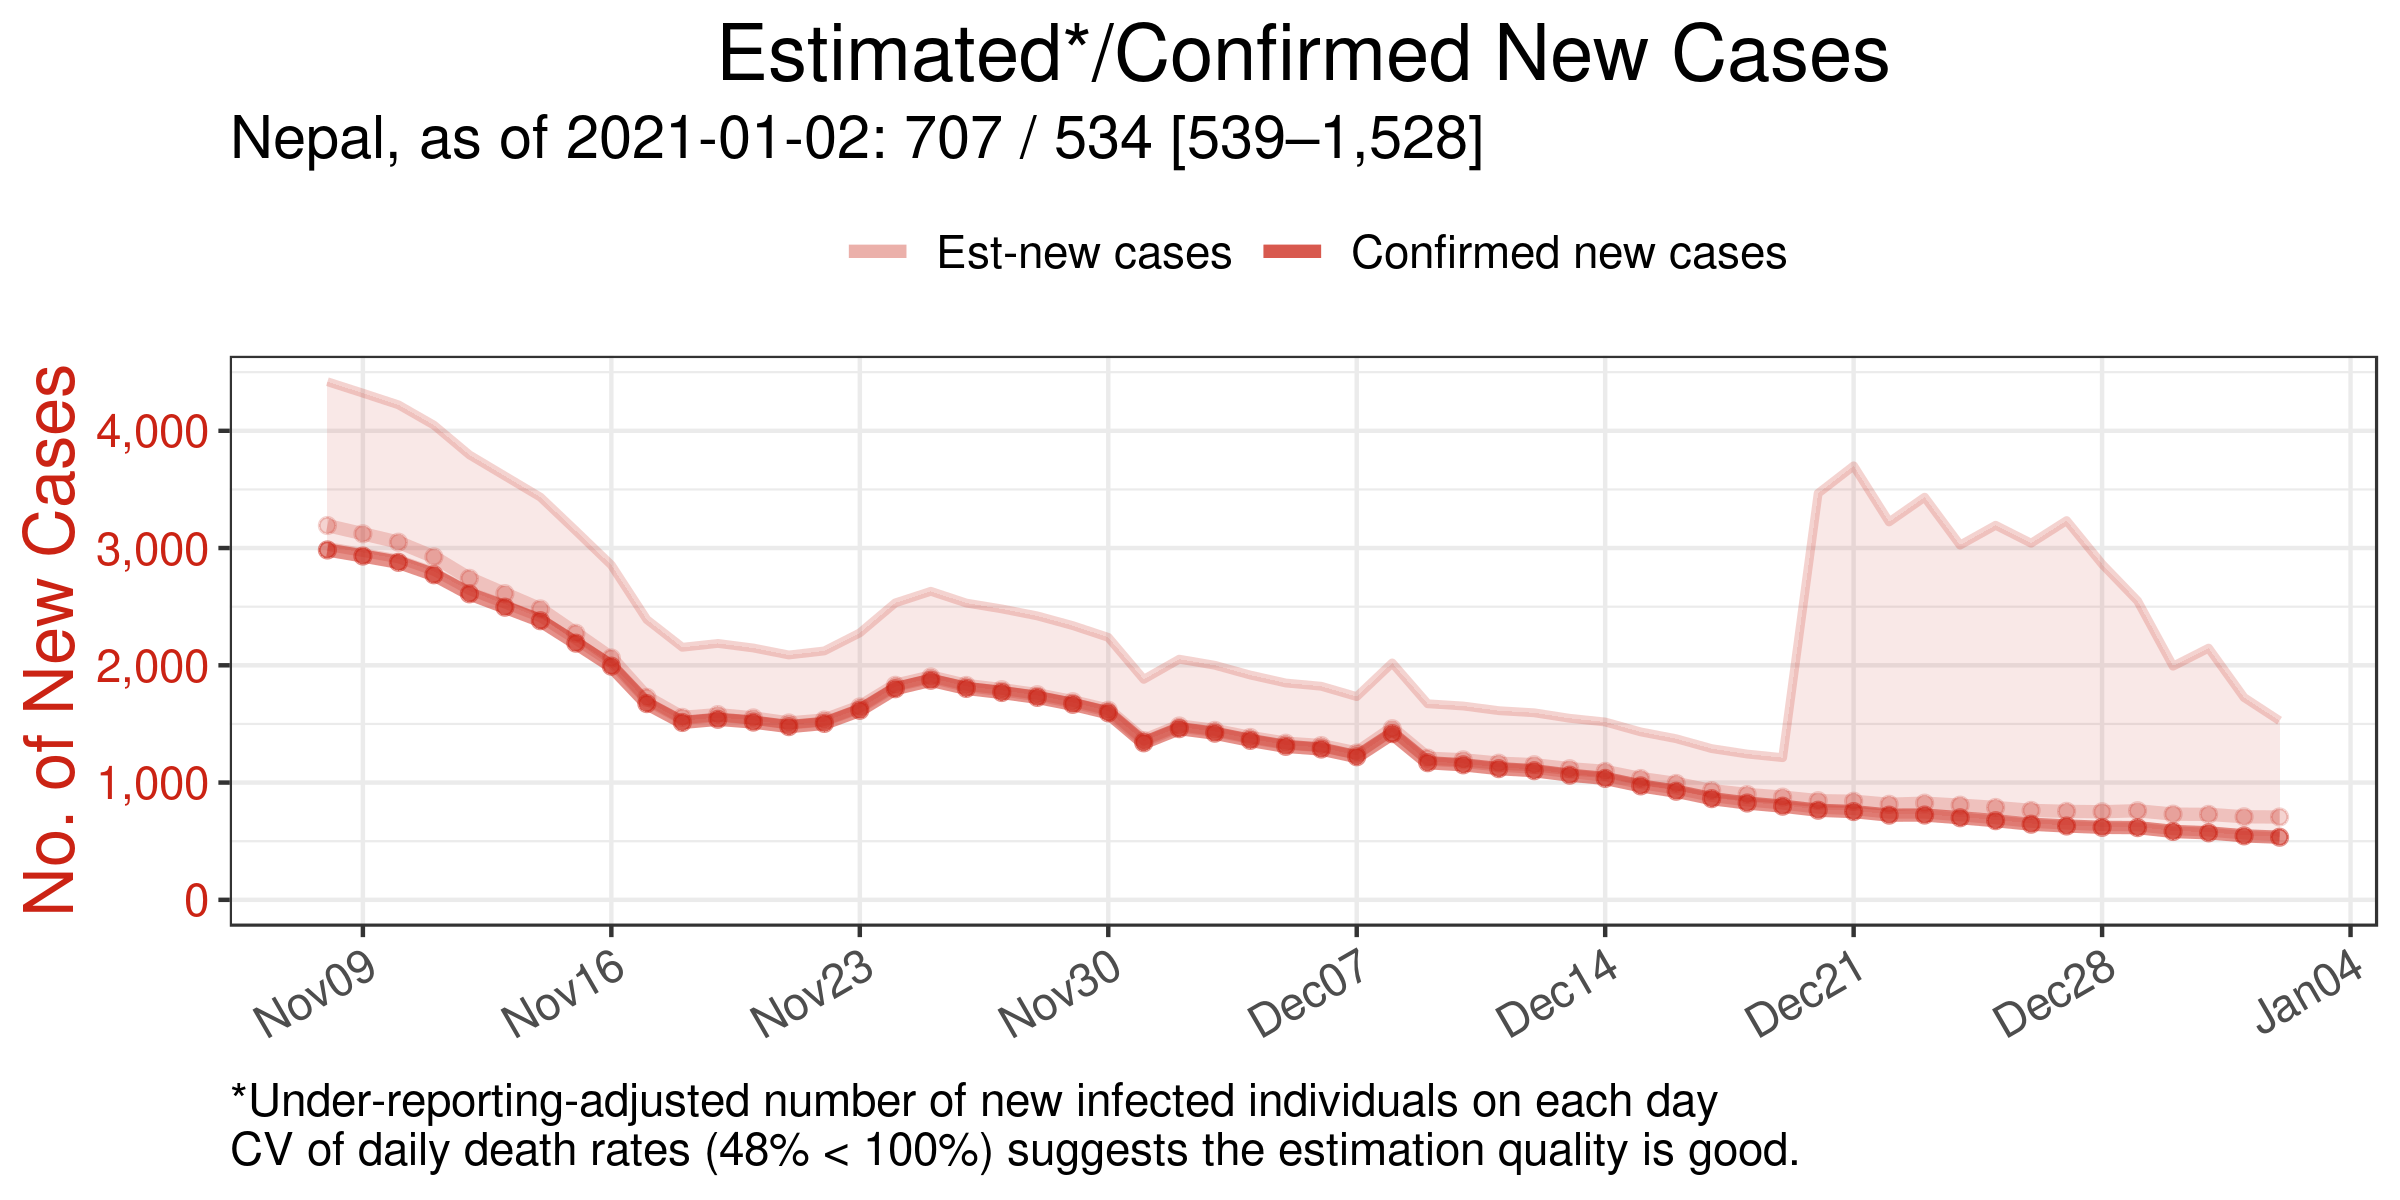 Estimated*/Confirmed New Cases
Nepal, as of 2021-01-02: 707 / 534 [539–1,528]
Est-new cases
Confirmed new cases
No. of New Cases
4,000
3,000
2,000
1,000
0
Nov09
Nov16
Nov23
Nov30
Dec07
Dec14
Dec21
Dec28
Jan04
*Under-reporting-adjusted number of new infected individuals on each day
CV of daily death rates (48% < 100%) suggests the estimation quality is good.